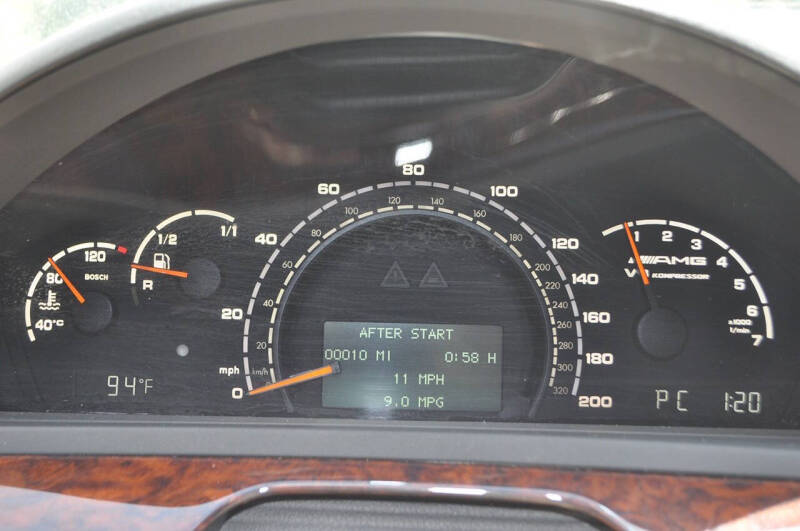 40°C
80
120
BOSCH
R
1/2
1/1
94°F
mph
0
20
40
60
80
100
120
140
160
180
200
km/h
20
40
60
80
100
120
140
160
180
200
220
240
260
280
300
320
AFTER START
00010 MI 0:58 H
11 MPH
9.0 MPG
1/2
1
2
3
4
5
6
7
AMG
KOMPRESSOR
x1000
1/min
PC 1:20